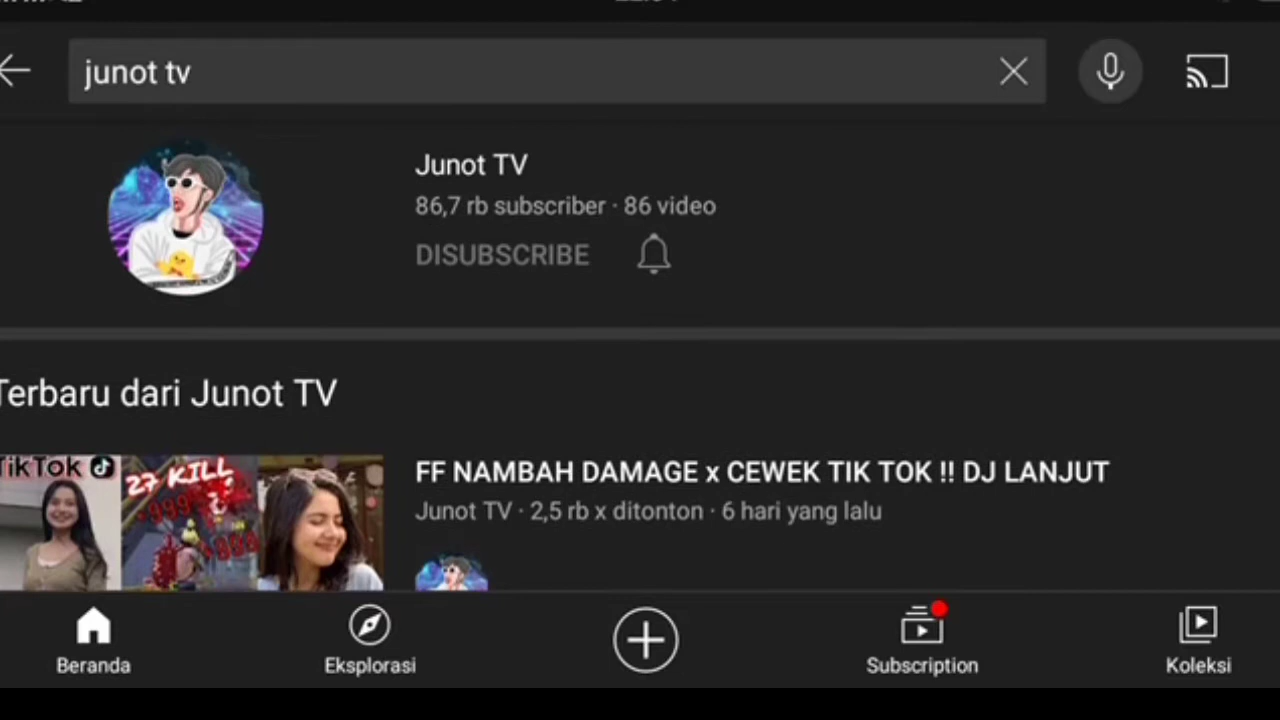 junot tv
Junot TV
86,7 rb subscriber · 86 video
DISUBSCRIBE
Terbaru dari Junot TV
TikTok
27 KILL
FF NAMBAH DAMAGE x CEWEK TIK TOK !! DJ LANJUT
Junot TV · 2,5 rb x ditonton · 6 hari yang lalu
Beranda
Eksplorasi
Subscription
Koleksi